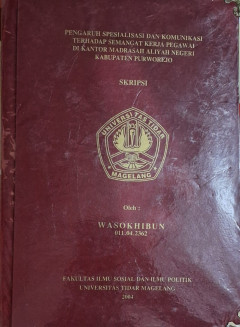 PENGARUH SPESIALISASI DAN KOMUNIKASI
TERHADAP SEMANGAT KERJA PEGAWAI
DI KANTOR MADRASAH ALIYAH NEGERI
KABUPATEN PURWOREJO
SKRIPSI
UNIVERSITAS TIDAR
MAGELANG
Oleh :
WASOKHIBUN
011.04.2362
FAKULTAS ILMU SOSIAL DAN ILMU POLITIK
UNIVERSITAS TIDAR MAGELANG
2004